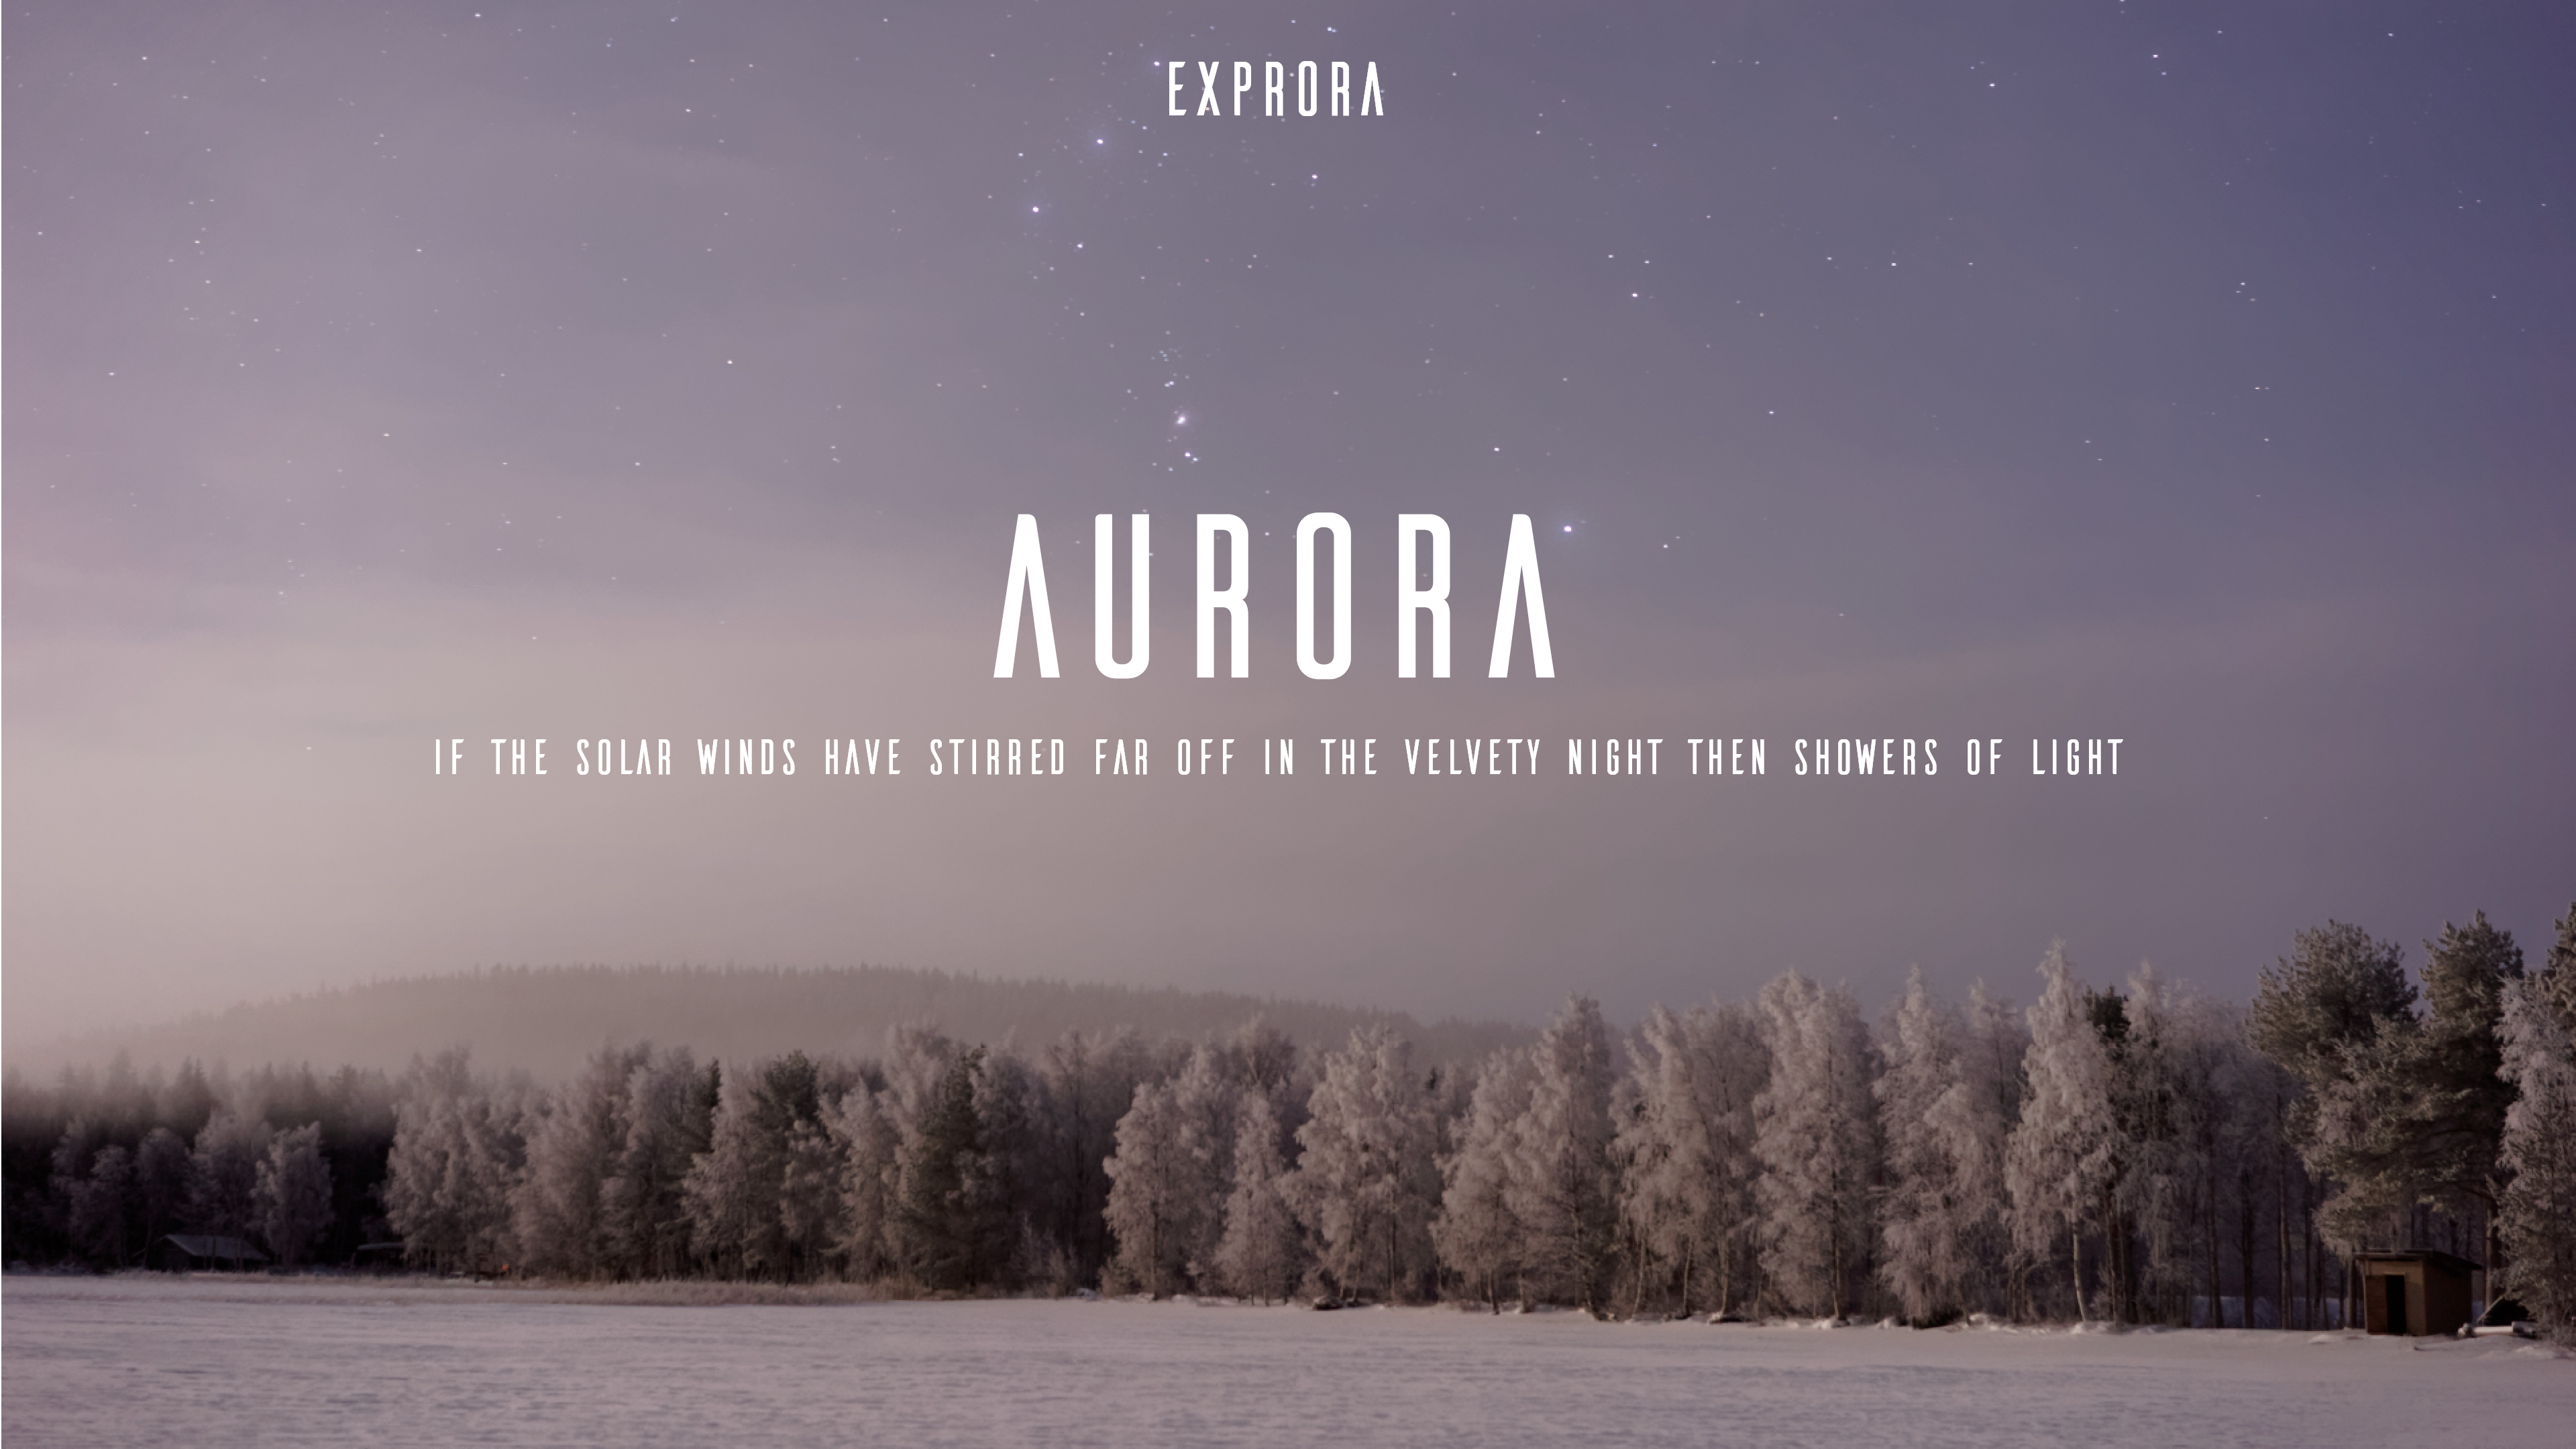 EXPRORA
AURORA
IF THE SOLAR WINDS HAVE STIRRED FAR OFF IN THE VELVETY NIGHT THEN SHOWERS OF LIGHT